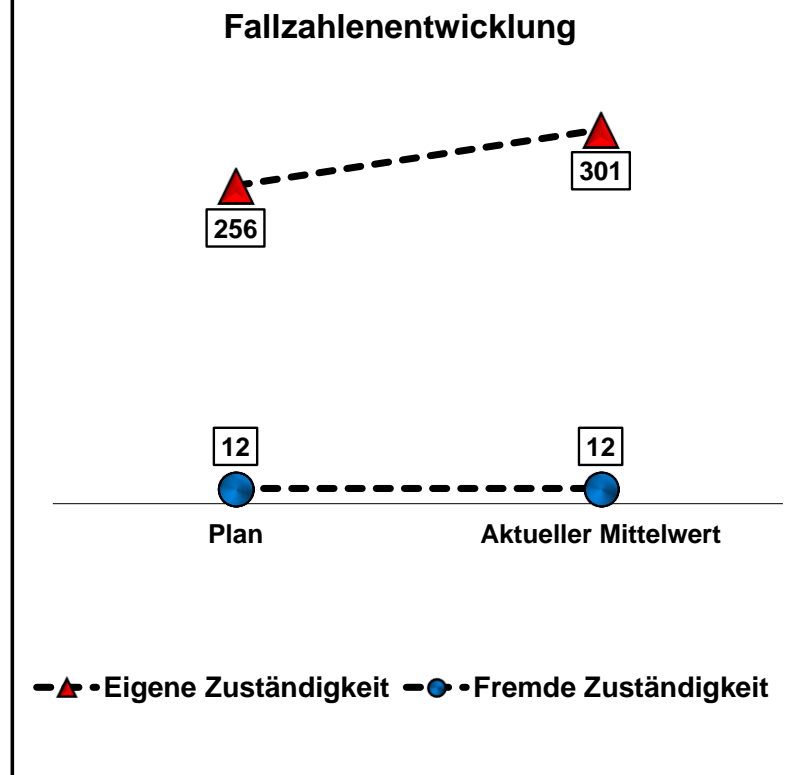 Fallzahlenentwicklung
301
256
12 12
Plan Aktueller Mittelwert
Eigene Zuständigkeit Fremde Zuständigkeit